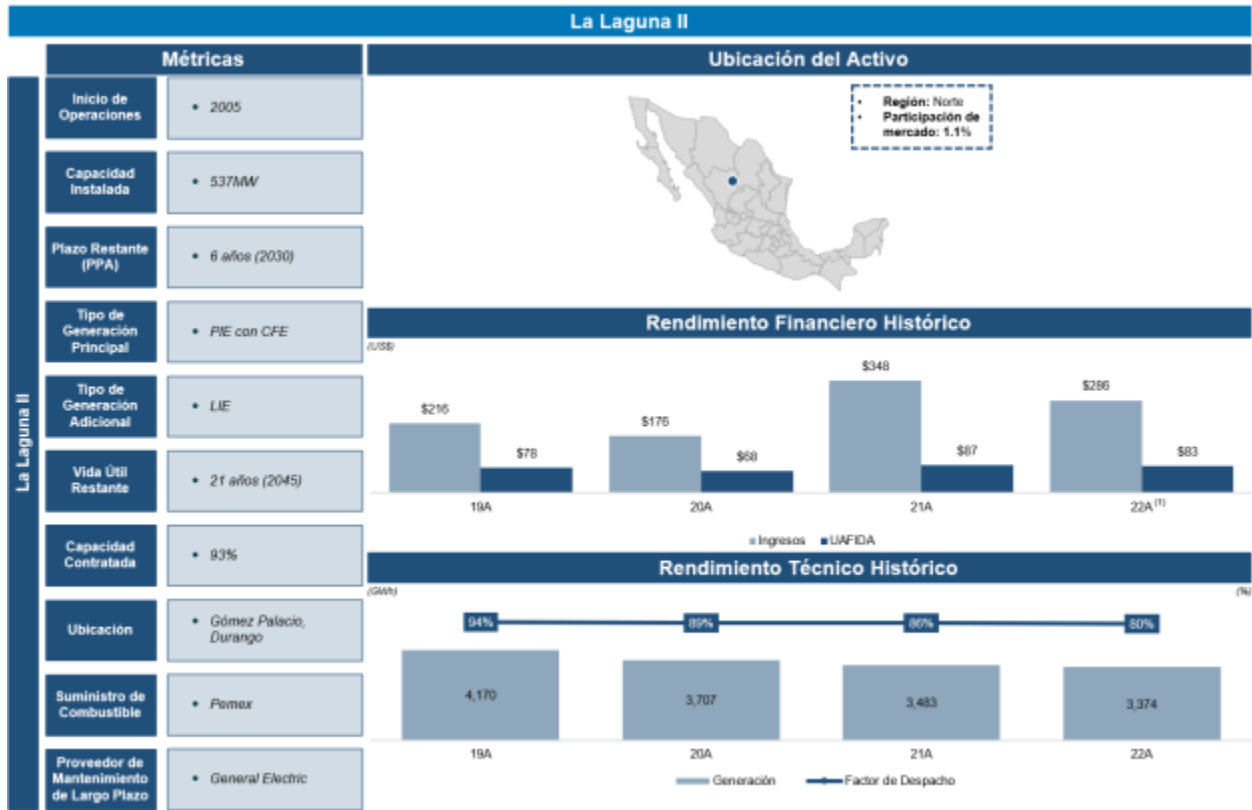 La Laguna II
Métricas
Ubicación del Activo
La Laguna II
Inicio de
Operaciones
• 2005
Capacidad
Instalada
• 537MW
Plazo Restante
(PPA)
• 6 años (2030)
Tipo de
Generación
Principal
• PIE con CFE
Tipo de
Generación
Adicional
• LIE
Vida Útil
Restante
• 21 años (2045)
Capacidad
Contratada
• 93%
Ubicación
• Gómez Palacio,
Durango
Suministro de
Combustible
• Pemex
Proveedor de
Mantenimiento
de Largo Plazo
• General Electric
• Región: Norte
• Participación de
mercado: 1.1%
Rendimiento Financiero Histórico
(US$)
$216
$78
$176
$68
$348
$87
$286
$83
19A
20A
21A
22A (1)
Ingresos
UAFIDA
Rendimiento Técnico Histórico
(GWh)
(%)
94%
89%
86%
80%
4,170
3,707
3,483
3,374
19A
20A
21A
22A
Generación
Factor de Despacho